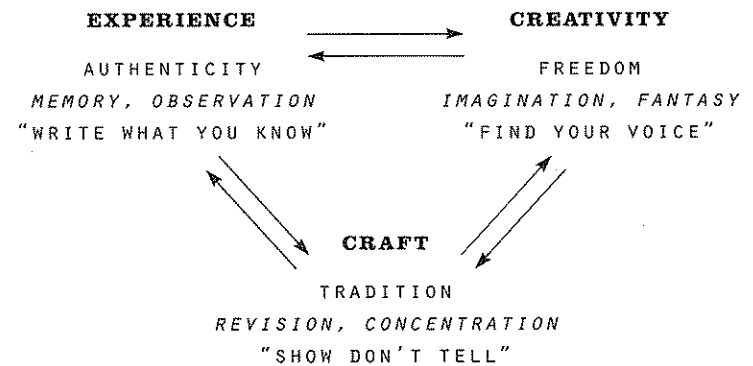 EXPERIENCE
AUTHENTICITY
MEMORY, OBSERVATION
"WRITE WHAT YOU KNOW"
CREATIVITY
FREEDOM
IMAGINATION, FANTASY
"FIND YOUR VOICE"
CRAFT
TRADITION
REVISION, CONCENTRATION
"SHOW DON'T TELL"